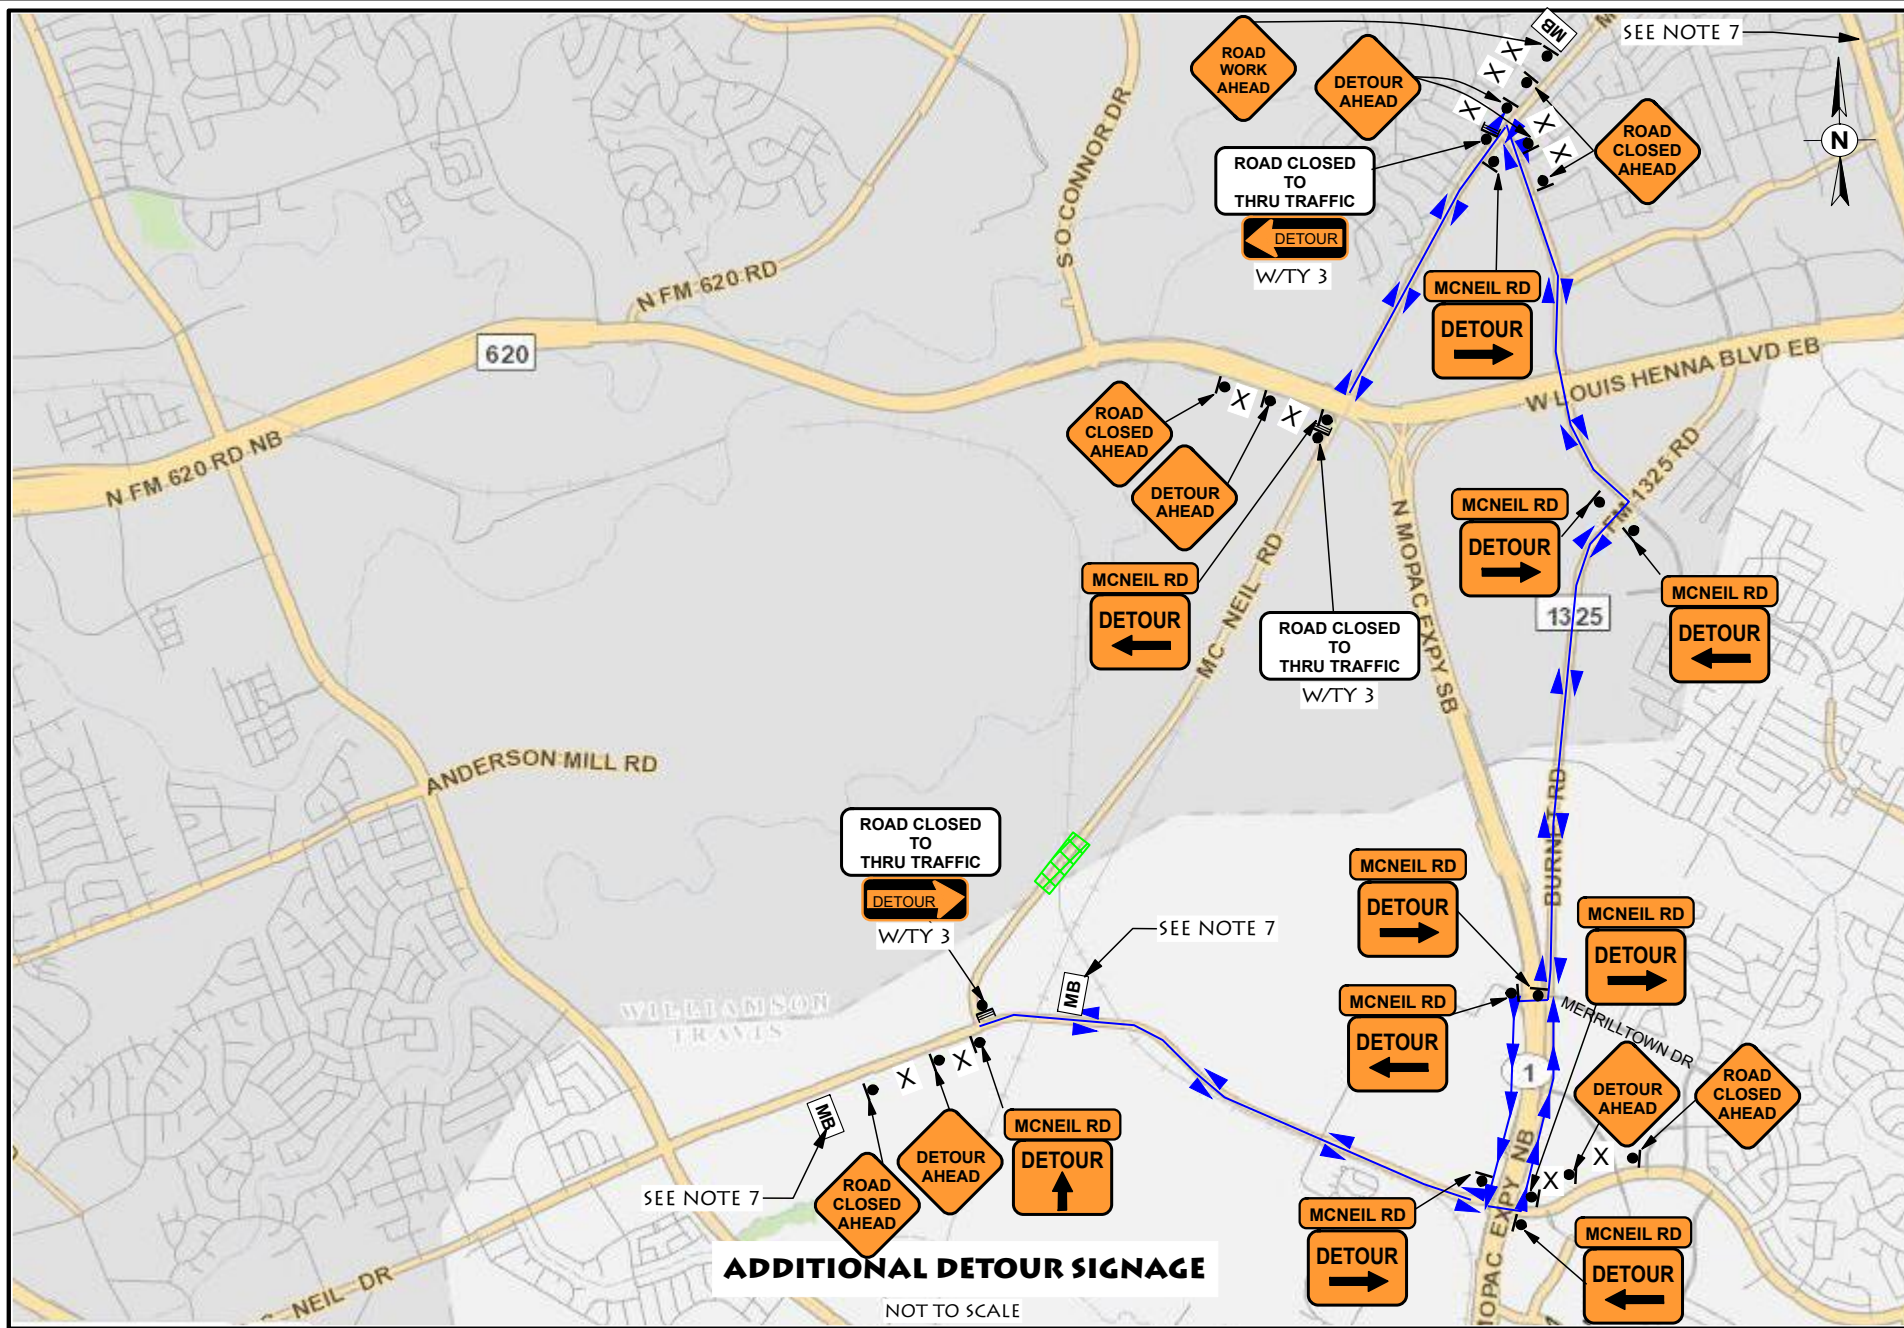 ROAD
WORK
AHEAD
DETOUR
AHEAD
MB
SEE NOTE 7
X
X
X
X
X
ROAD
CLOSED
AHEAD
N
ROAD CLOSED
TO
THRU TRAFFIC
DETOUR
W/TY 3
S O CONNOR DR
N FM 620 RD
MCNEIL RD
DETOUR
620
W LOUIS HENNA BLVD EB
N FM 620 RD NB
X
X
ROAD
CLOSED
AHEAD
DETOUR
AHEAD
MCNEIL RD
DETOUR
MC NEIL RD
ROAD CLOSED
TO
THRU TRAFFIC
W/TY 3
N MOPAC EXPY SB
FM 1325 RD
MCNEIL RD
DETOUR
1325
MCNEIL RD
DETOUR
ANDERSON MILL RD
BURNET RD
ROAD CLOSED
TO
THRU TRAFFIC
DETOUR
W/TY 3
SEE NOTE 7
MB
MCNEIL RD
DETOUR
MCNEIL RD
DETOUR
MCNEIL RD
DETOUR
MERRILLTOWN DR
WILLIAMSON
TRAVIS
1
X
X
MB
SEE NOTE 7
ROAD
CLOSED
AHEAD
DETOUR
AHEAD
MCNEIL RD
DETOUR
DETOUR
AHEAD
ROAD
CLOSED
AHEAD
X
X
MOPAC EXPY NB
MCNEIL RD
DETOUR
MCNEIL RD
DETOUR
NEIL DR
ADDITIONAL DETOUR SIGNAGE
NOT TO SCALE